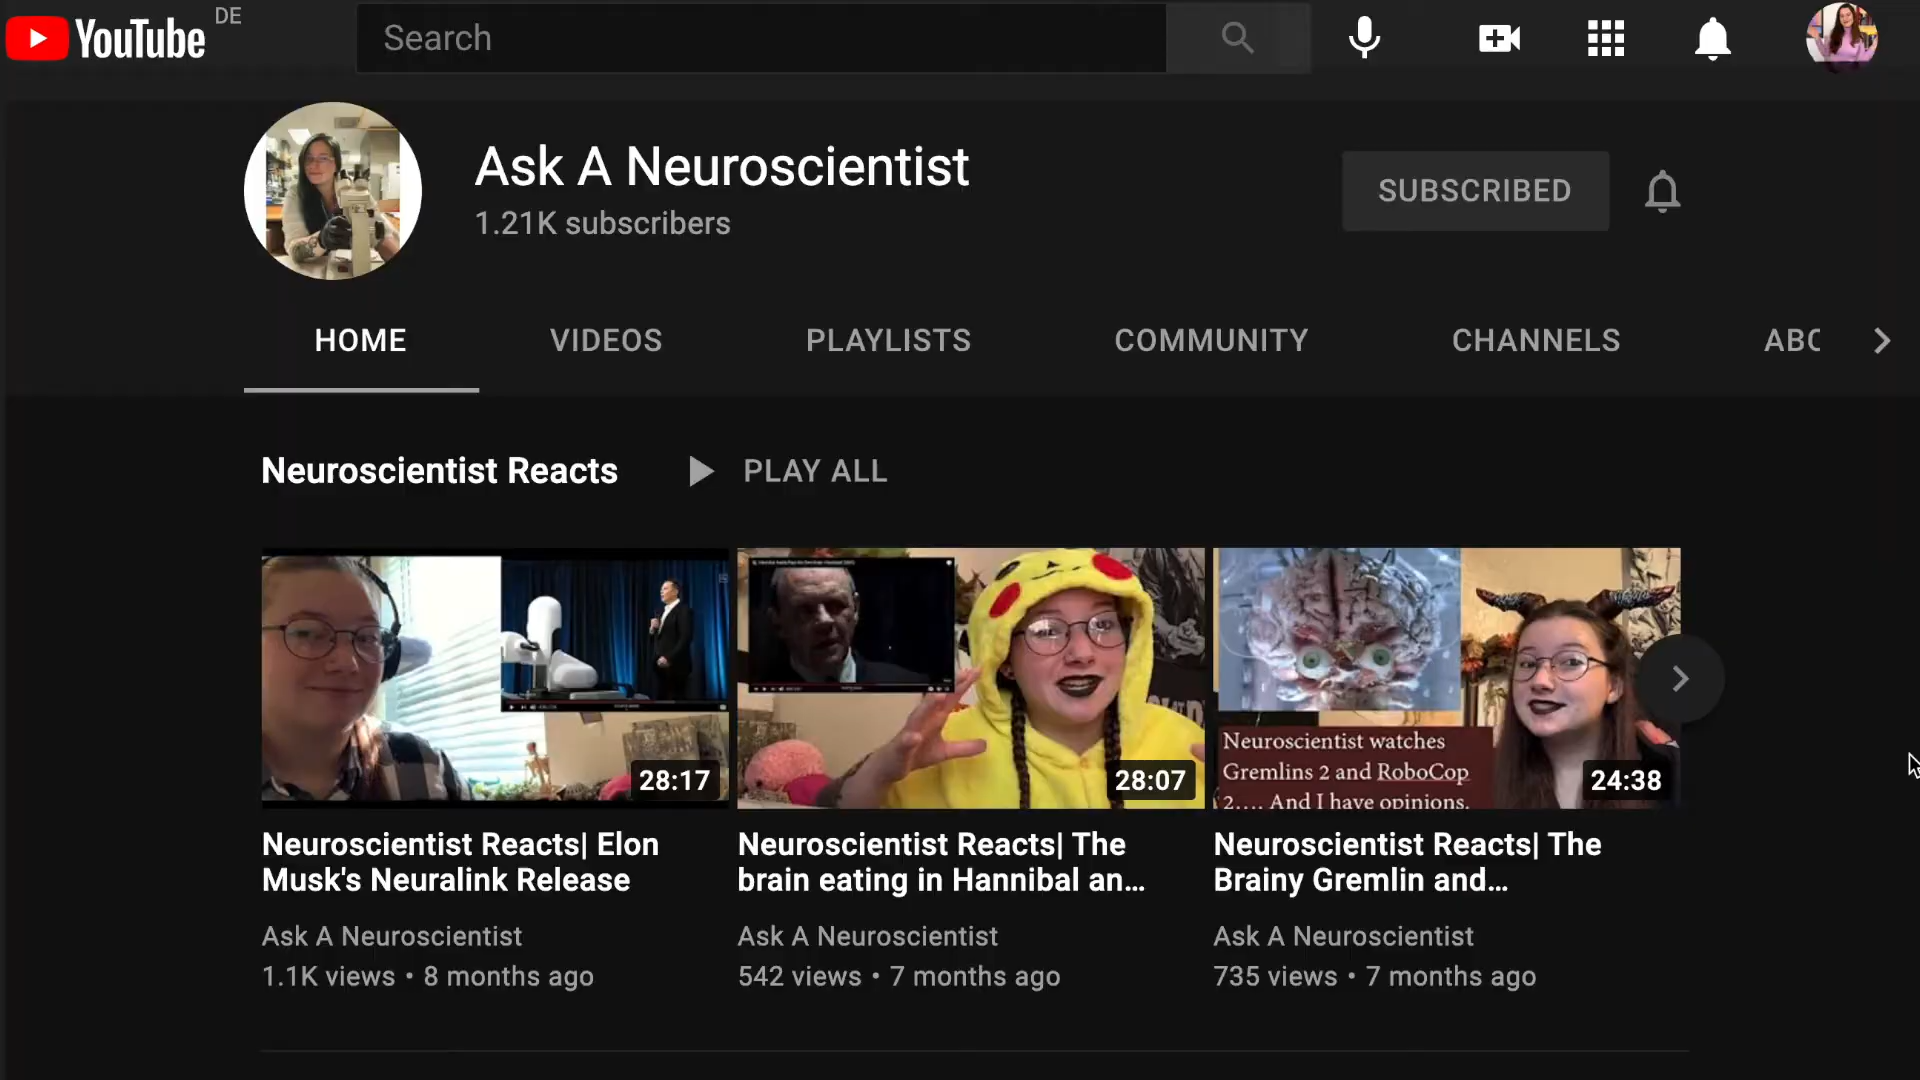 YouTube DE
Search
Ask A Neuroscientist
1.21K subscribers
SUBSCRIBED
HOME VIDEOS PLAYLISTS COMMUNITY CHANNELS ABC
Neuroscientist Reacts PLAY ALL
Neuroscientist watches
Gremlins 2 and RoboCop
2.... And I have opinions.
28:17
28:07
24:38
Neuroscientist Reacts| Elon
Musk's Neuralink Release
Ask A Neuroscientist
1.1K views • 8 months ago
Neuroscientist Reacts| The
brain eating in Hannibal an...
Ask A Neuroscientist
542 views • 7 months ago
Neuroscientist Reacts| The
Brainy Gremlin and...
Ask A Neuroscientist
735 views • 7 months ago